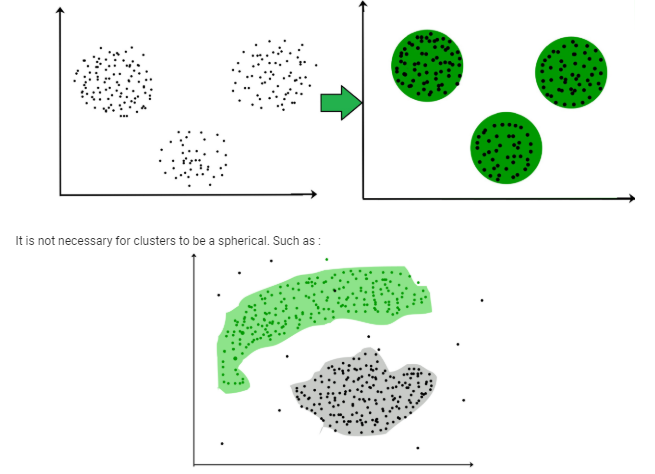 It is not necessary for clusters to be a spherical. Such as :